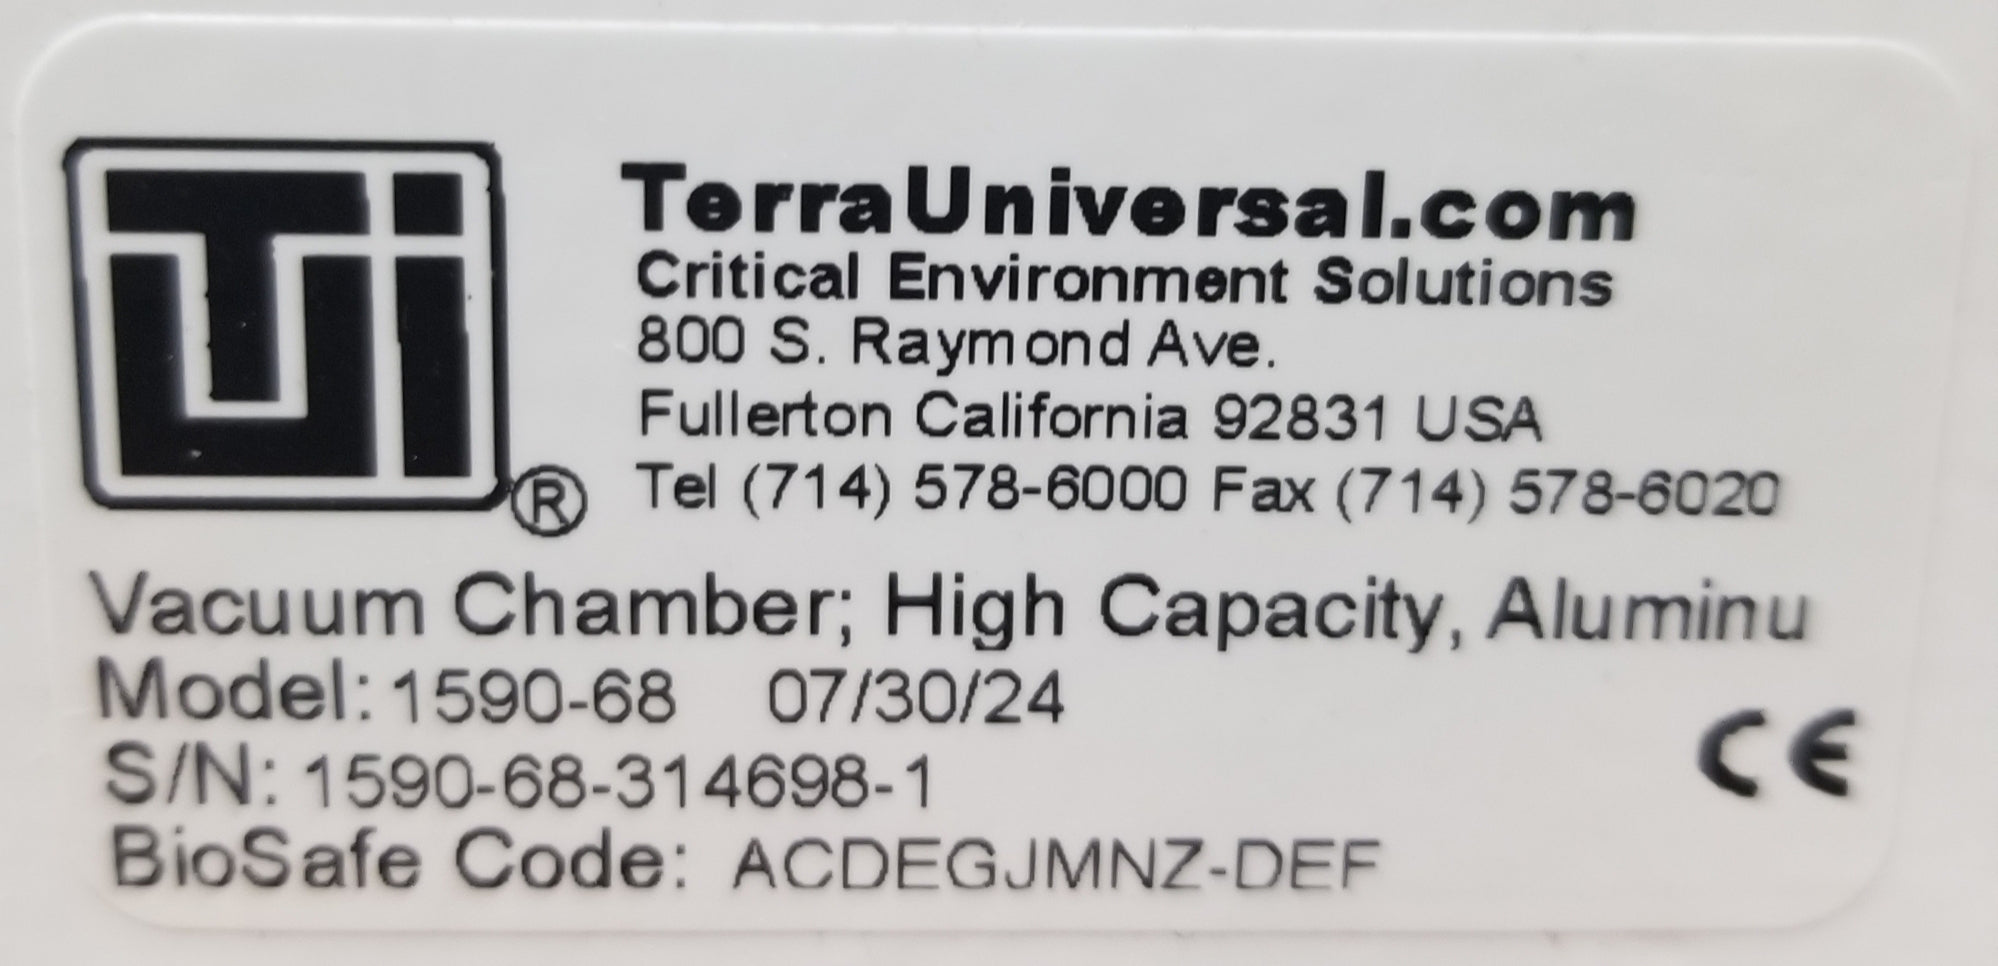 Ti®
TerraUniversal.com
Critical Environment Solutions
800 S. Raymond Ave.
Fullerton California 92831 USA
Tel (714) 578-6000 Fax (714) 578-6020
Vacuum Chamber; High Capacity, Aluminu
Model: 1590-68 07/30/24
S/N: 1590-68-314698-1
CE
BioSafe Code: ACDEGJMNZ-DEF